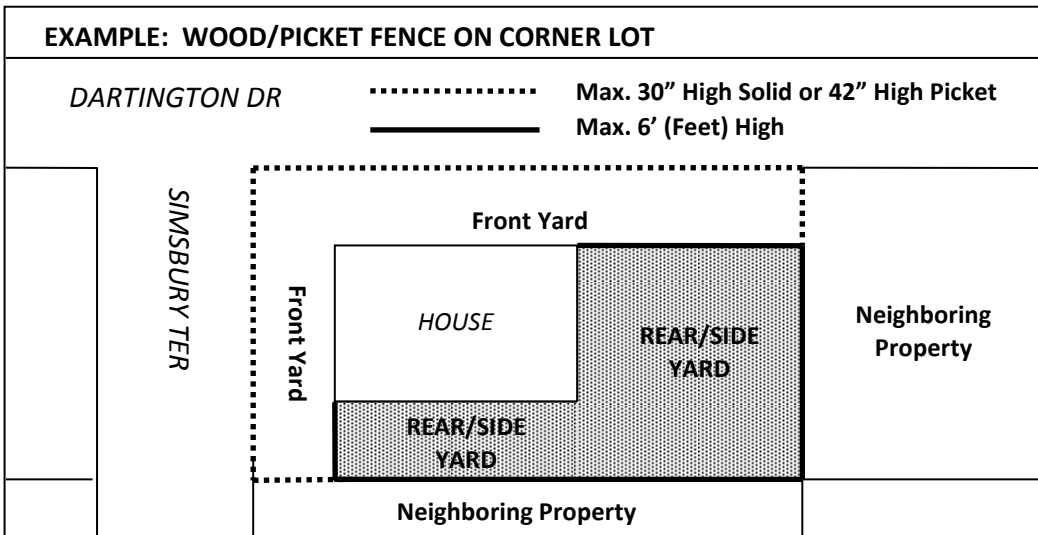 EXAMPLE: WOOD/PICKET FENCE ON CORNER LOT
DARTINGTON DR
Max. 30” High Solid or 42” High Picket
Max. 6’ (Feet) High
SIMSBURY TER
Front Yard
Front Yard
HOUSE
REAR/SIDE
YARD
Neighboring
Property
REAR/SIDE
YARD
Neighboring Property